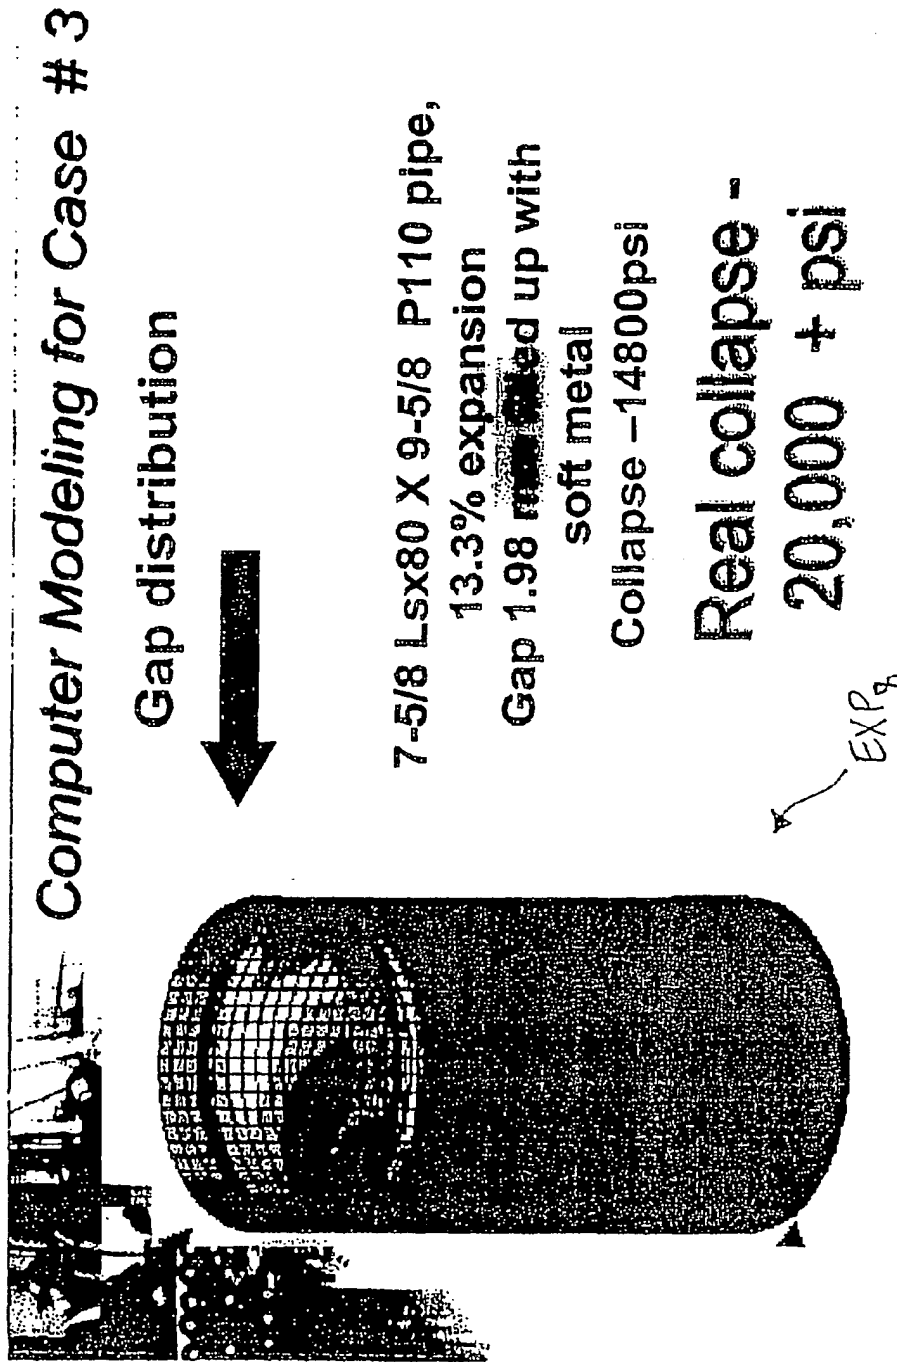 Computer Modeling for Case # 3
Gap distribution
7-5/8 Lsx80 X 9-5/8 P110 pipe,
13.3% expansion
Gap 1.98 up with
soft metal
Collapse –14800psi
Real collapse -
20,000 + psi